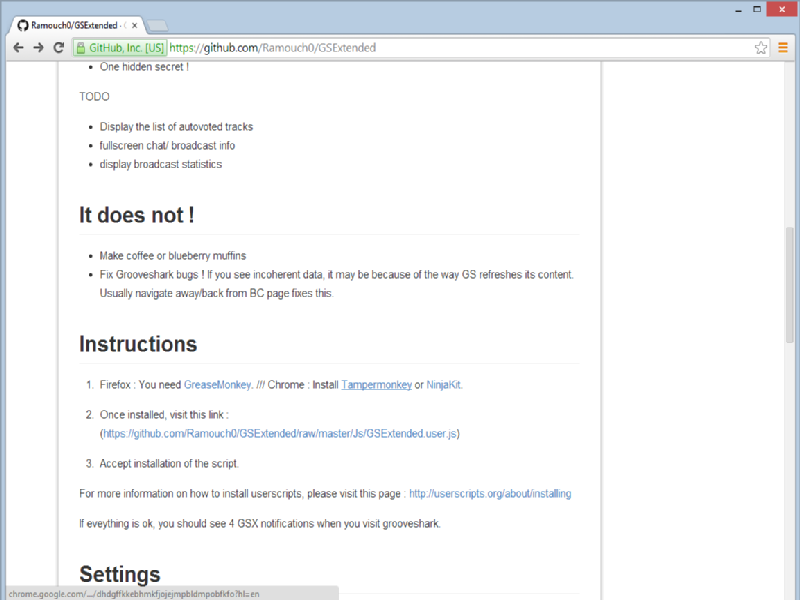 Ramouch0/GSExtended · G
GitHub, Inc. [US] https://github.com/Ramouch0/GSExtended
One hidden secret !
TODO
Display the list of autovoted tracks
fullscreen chat/ broadcast info
display broadcast statistics
It does not !
Make coffee or blueberry muffins
Fix Grooveshark bugs ! If you see incoherent data, it may be because of the way GS refreshes its content.
Usually navigate away/back from BC page fixes this.
Instructions
1. Firefox : You need GreaseMonkey. /// Chrome : Install Tampermonkey or NinjaKit.
2. Once installed, visit this link :
(https://github.com/Ramouch0/GSExtended/raw/master/Js/GSExtended.user.js)
3. Accept installation of the script.
For more information on how to install userscripts, please visit this page : http://userscripts.org/about/installing
If eveything is ok, you should see 4 GSX notifications when you visit grooveshark.
Settings